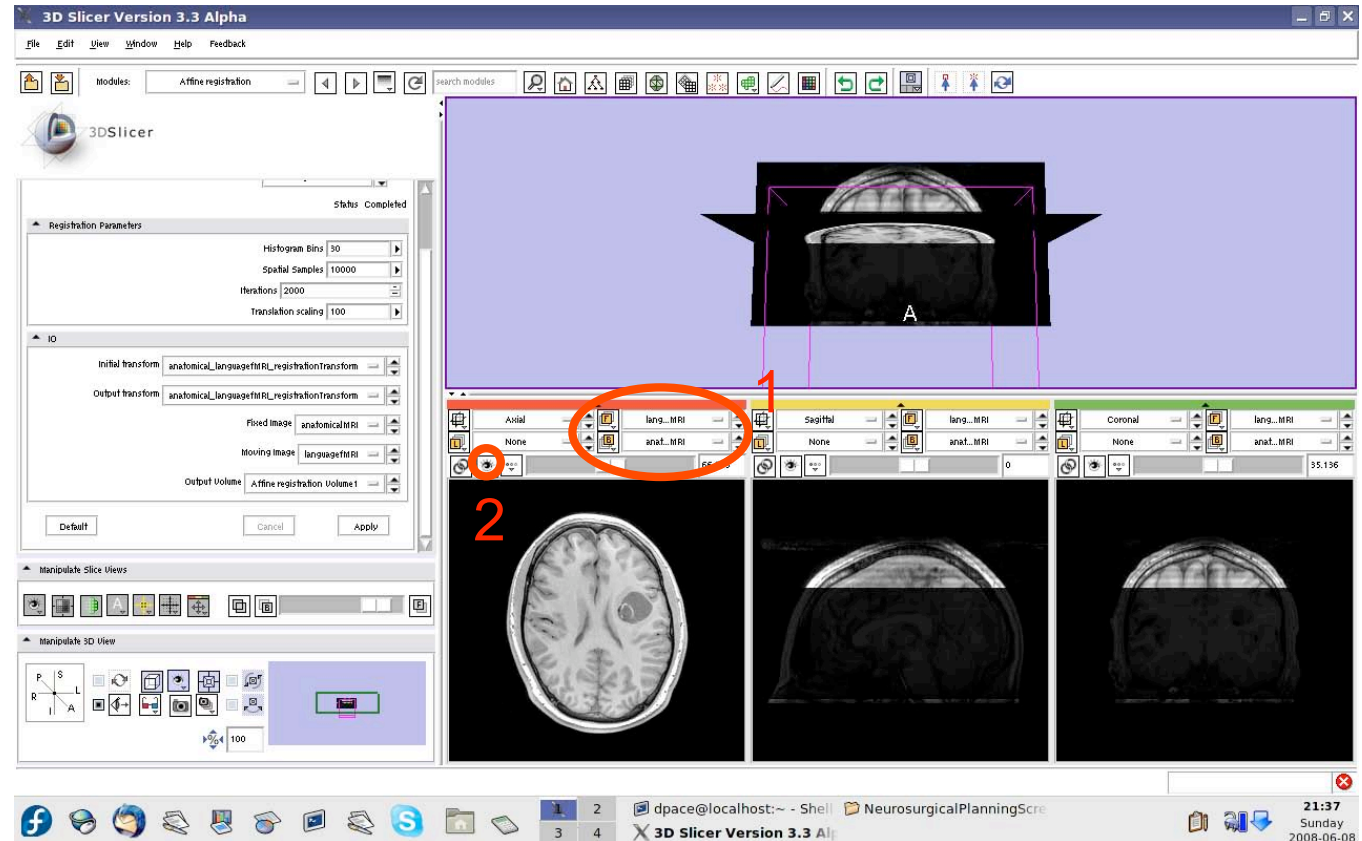 3D Slicer Version 3.3 Alpha
File Edit View Window Help Feedback
Modules: Affine registration search modules
3DSlicer
Status Completed
Registration Parameters
Histogram Bins 30
Spatial Samples 10000
Iterations 2000
Translation scaling 100
IO
Initial transform anatomical_languagefMRI_registrationTransform
Output transform anatomical_languagefMRI_registrationTransform
Fixed Image anatomicalMRI
Moving Image languagefMRI
Output Volume Affine registration Volume1
Default Cancel Apply
Manipulate Slice Views
B F
Manipulate 3D View
P S
R L
I A
% 100
A
1
Axial F lang...MRI Sagittal F lang...MRI Coronal F lang...MRI
L None B anat...MRI L None B anat...MRI L None B anat...MRI
0 35.136
2
1 2
3 4
dpace@localhost:~ - Shell
NeurosurgicalPlanningScre
3D Slicer Version 3.3 Al
21:37
Sunday
2008-06-08